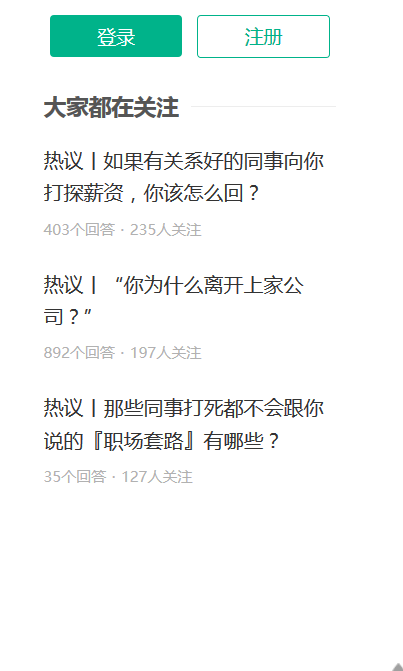 登录 注册
大家都在关注
热议丨如果有关系好的同事向你
打探薪资，你该怎么回？
403个回答 · 235人关注
热议丨“你为什么离开上家公
司？”
892个回答 · 197人关注
热议丨那些同事打死都不会跟你
说的『职场套路』有哪些？
35个回答 · 127人关注